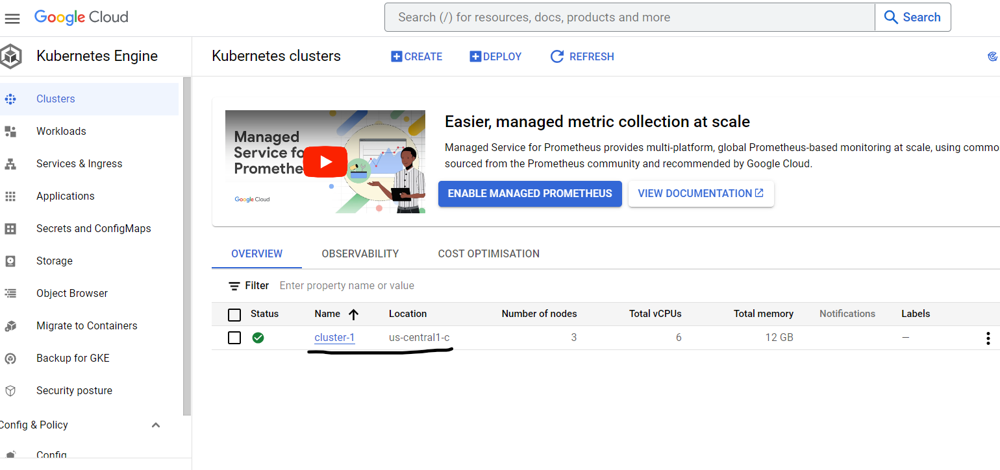 Google Cloud
Search (/) for resources, docs, products and more
Search
Kubernetes Engine
Kubernetes clusters
CREATE
DEPLOY
REFRESH
Clusters
Workloads
Services & Ingress
Applications
Secrets and ConfigMaps
Storage
Object Browser
Migrate to Containers
Backup for GKE
Security posture
Config & Policy
Config
Managed
Service fo
Promethe
Google Cloud
Easier, managed metric collection at scale
Managed Service for Prometheus provides multi-platform, global Prometheus-based monitoring at scale, using commo
sourced from the Prometheus community and recommended by Google Cloud.
ENABLE MANAGED PROMETHEUS
VIEW DOCUMENTATION
OVERVIEW
OBSERVABILITY
COST OPTIMISATION
Filter Enter property name or value
Status Name Location Number of nodes Total vCPUs Total memory Notifications Labels
cluster-1 us-central1-c 3 6 12 GB —